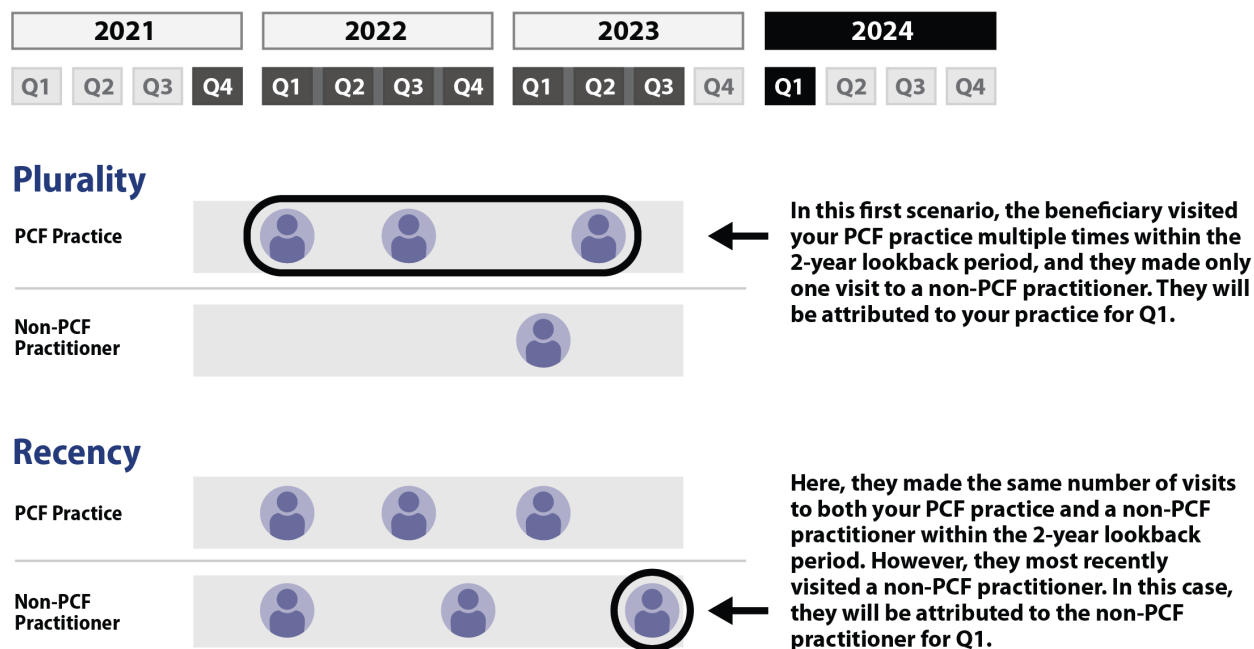 2021 2022 2023 2024
Q1 Q2 Q3 Q4 Q1 Q2 Q3 Q4 Q1 Q2 Q3 Q4 Q1 Q2 Q3 Q4
Plurality
PCF Practice
Non-PCF
Practitioner
In this first scenario, the beneficiary visited
your PCF practice multiple times within the
2-year lookback period, and they made only
one visit to a non-PCF practitioner. They will
be attributed to your practice for Q1.
Recency
PCF Practice
Non-PCF
Practitioner
Here, they made the same number of visits
to both your PCF practice and a non-PCF
practitioner within the 2-year lookback
period. However, they most recently
visited a non-PCF practitioner. In this case,
they will be attributed to the non-PCF
practitioner for Q1.